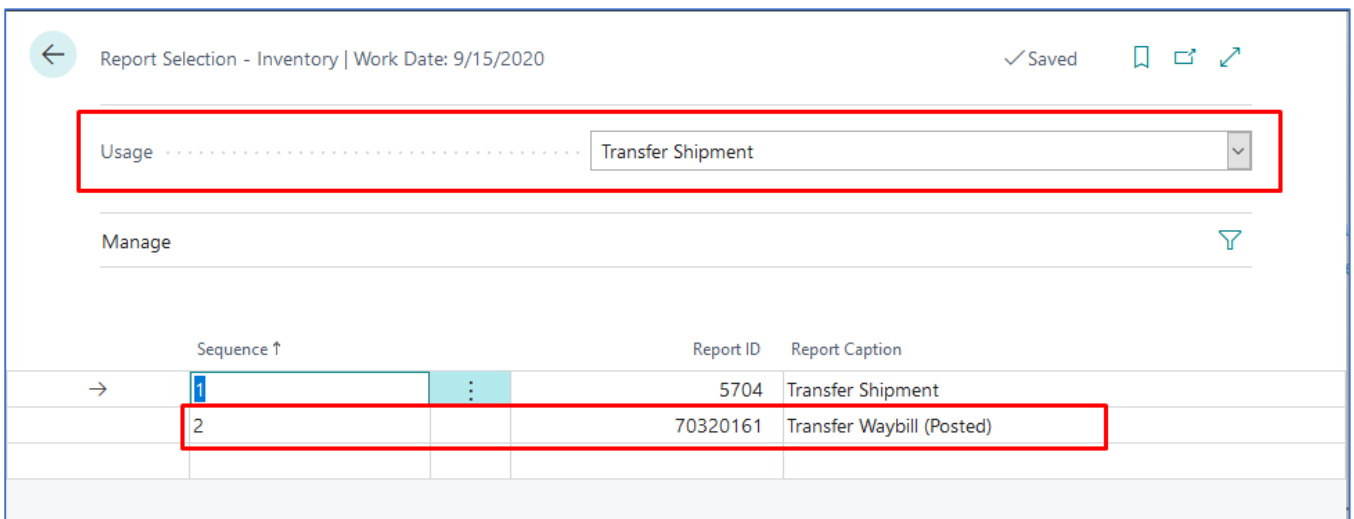 Report Selection - Inventory | Work Date: 9/15/2020 ✓ Saved
Usage Transfer Shipment
Manage
Sequence ↑ Report ID Report Caption
→ 1 5704 Transfer Shipment
2 70320161 Transfer Waybill (Posted)